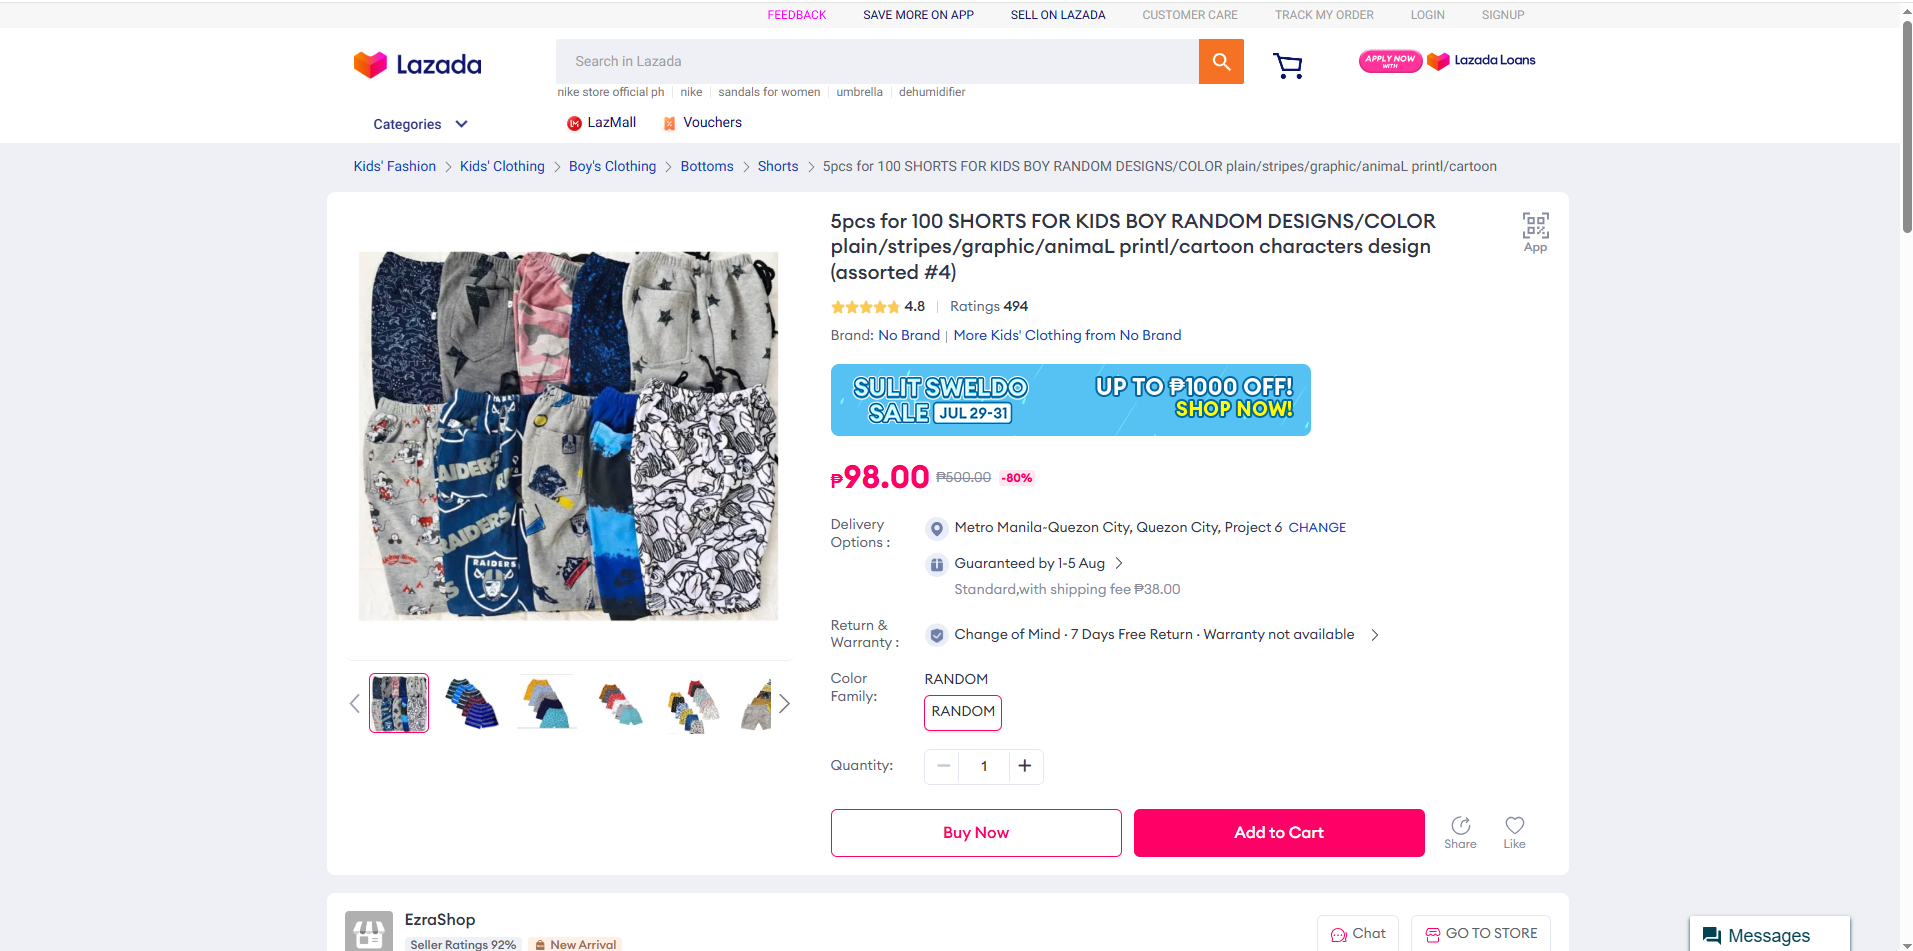 FEEDBACK SAVE MORE ON APP SELL ON LAZADA CUSTOMER CARE TRACK MY ORDER LOGIN SIGNUP
Lazada
Search in Lazada
APPLY NOW
WITH
Lazada Loans
nike store official ph nike sandals for women umbrella dehumidifier
Categories LazMall Vouchers
Kids' Fashion Kids' Clothing Boy's Clothing Bottoms Shorts 5pcs for 100 SHORTS FOR KIDS BOY RANDOM DESIGNS/COLOR plain/stripes/graphic/animaL printl/cartoon
5pcs for 100 SHORTS FOR KIDS BOY RANDOM DESIGNS/COLOR
plain/stripes/graphic/animaL printl/cartoon characters design
(assorted #4)
App
4.8 | Ratings 494
Brand: No Brand | More Kids' Clothing from No Brand
SULIT SWELDO
SALE JUL 29-31
UP TO ₱1000 OFF!
SHOP NOW!
₱98.00 ₱500.00 -80%
Delivery
Options :
Metro Manila-Quezon City, Quezon City, Project 6 CHANGE
Guaranteed by 1-5 Aug
Standard,with shipping fee ₱38.00
Return &
Warranty :
Change of Mind · 7 Days Free Return · Warranty not available
Color
Family:
RANDOM
RANDOM
Quantity:
1
Buy Now
Add to Cart
Share
Like
RAIDERS
RAIDERS
RAIDERS
EzraShop
Seller Ratings 92% New Arrival
Chat
GO TO STORE
Messages